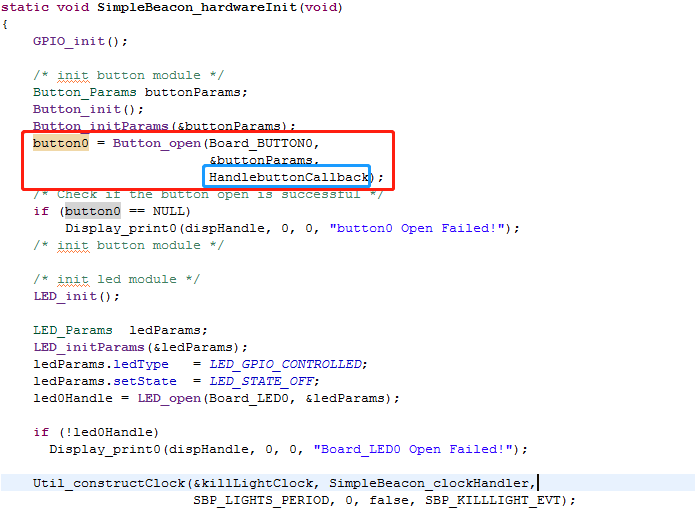 static void SimpleBeacon_hardwareInit(void)
{
    GPIO_init();

    /* init button module */
    Button_Params buttonParams;
    Button_init();
    Button_initParams(&buttonParams);
    button0 = Button_open(Board_BUTTON0,
                          &buttonParams,
                          HandlebuttonCallback);
    /* Check if the button open is successful */
    if (button0 == NULL)
        Display_print0(dispHandle, 0, 0, "button0 Open Failed!");
    /* init button module */

    /* init led module */
    LED_init();

    LED_Params  ledParams;
    LED_initParams(&ledParams);
    ledParams.ledType   = LED_GPIO_CONTROLLED;
    ledParams.setState  = LED_STATE_OFF;
    led0Handle = LED_open(Board_LED0, &ledParams);

    if (!led0Handle)
      Display_print0(dispHandle, 0, 0, "Board_LED0 Open Failed!");

    Util_constructClock(&killLightClock, SimpleBeacon_clockHandler,
                        SBP_LIGHTS_PERIOD, 0, false, SBP_KILLLIGHT_EVT);